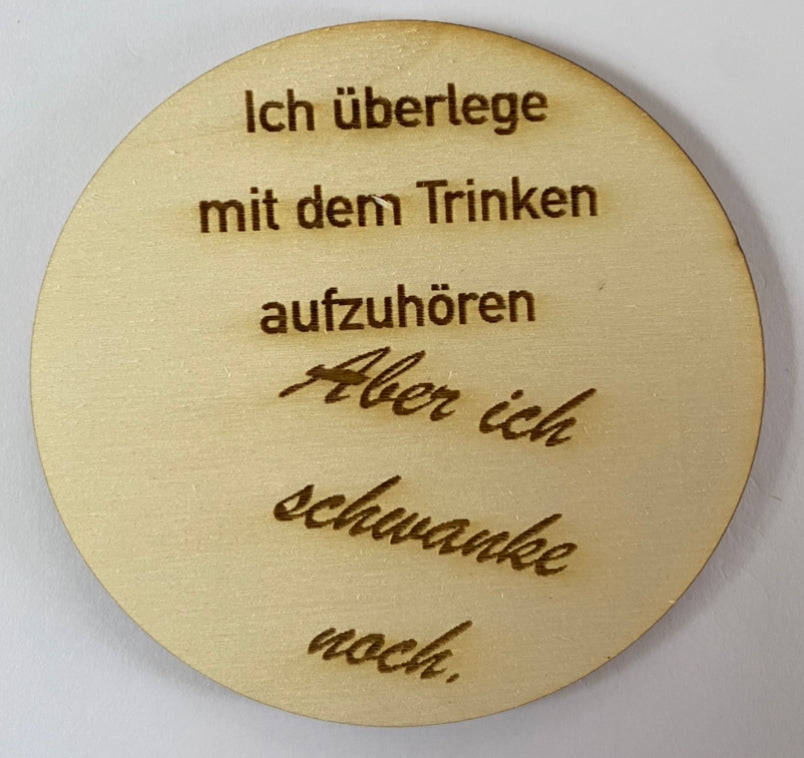 Ich überlege
mit dem Trinken
aufzuhören
Aber ich
schwanke
noch.